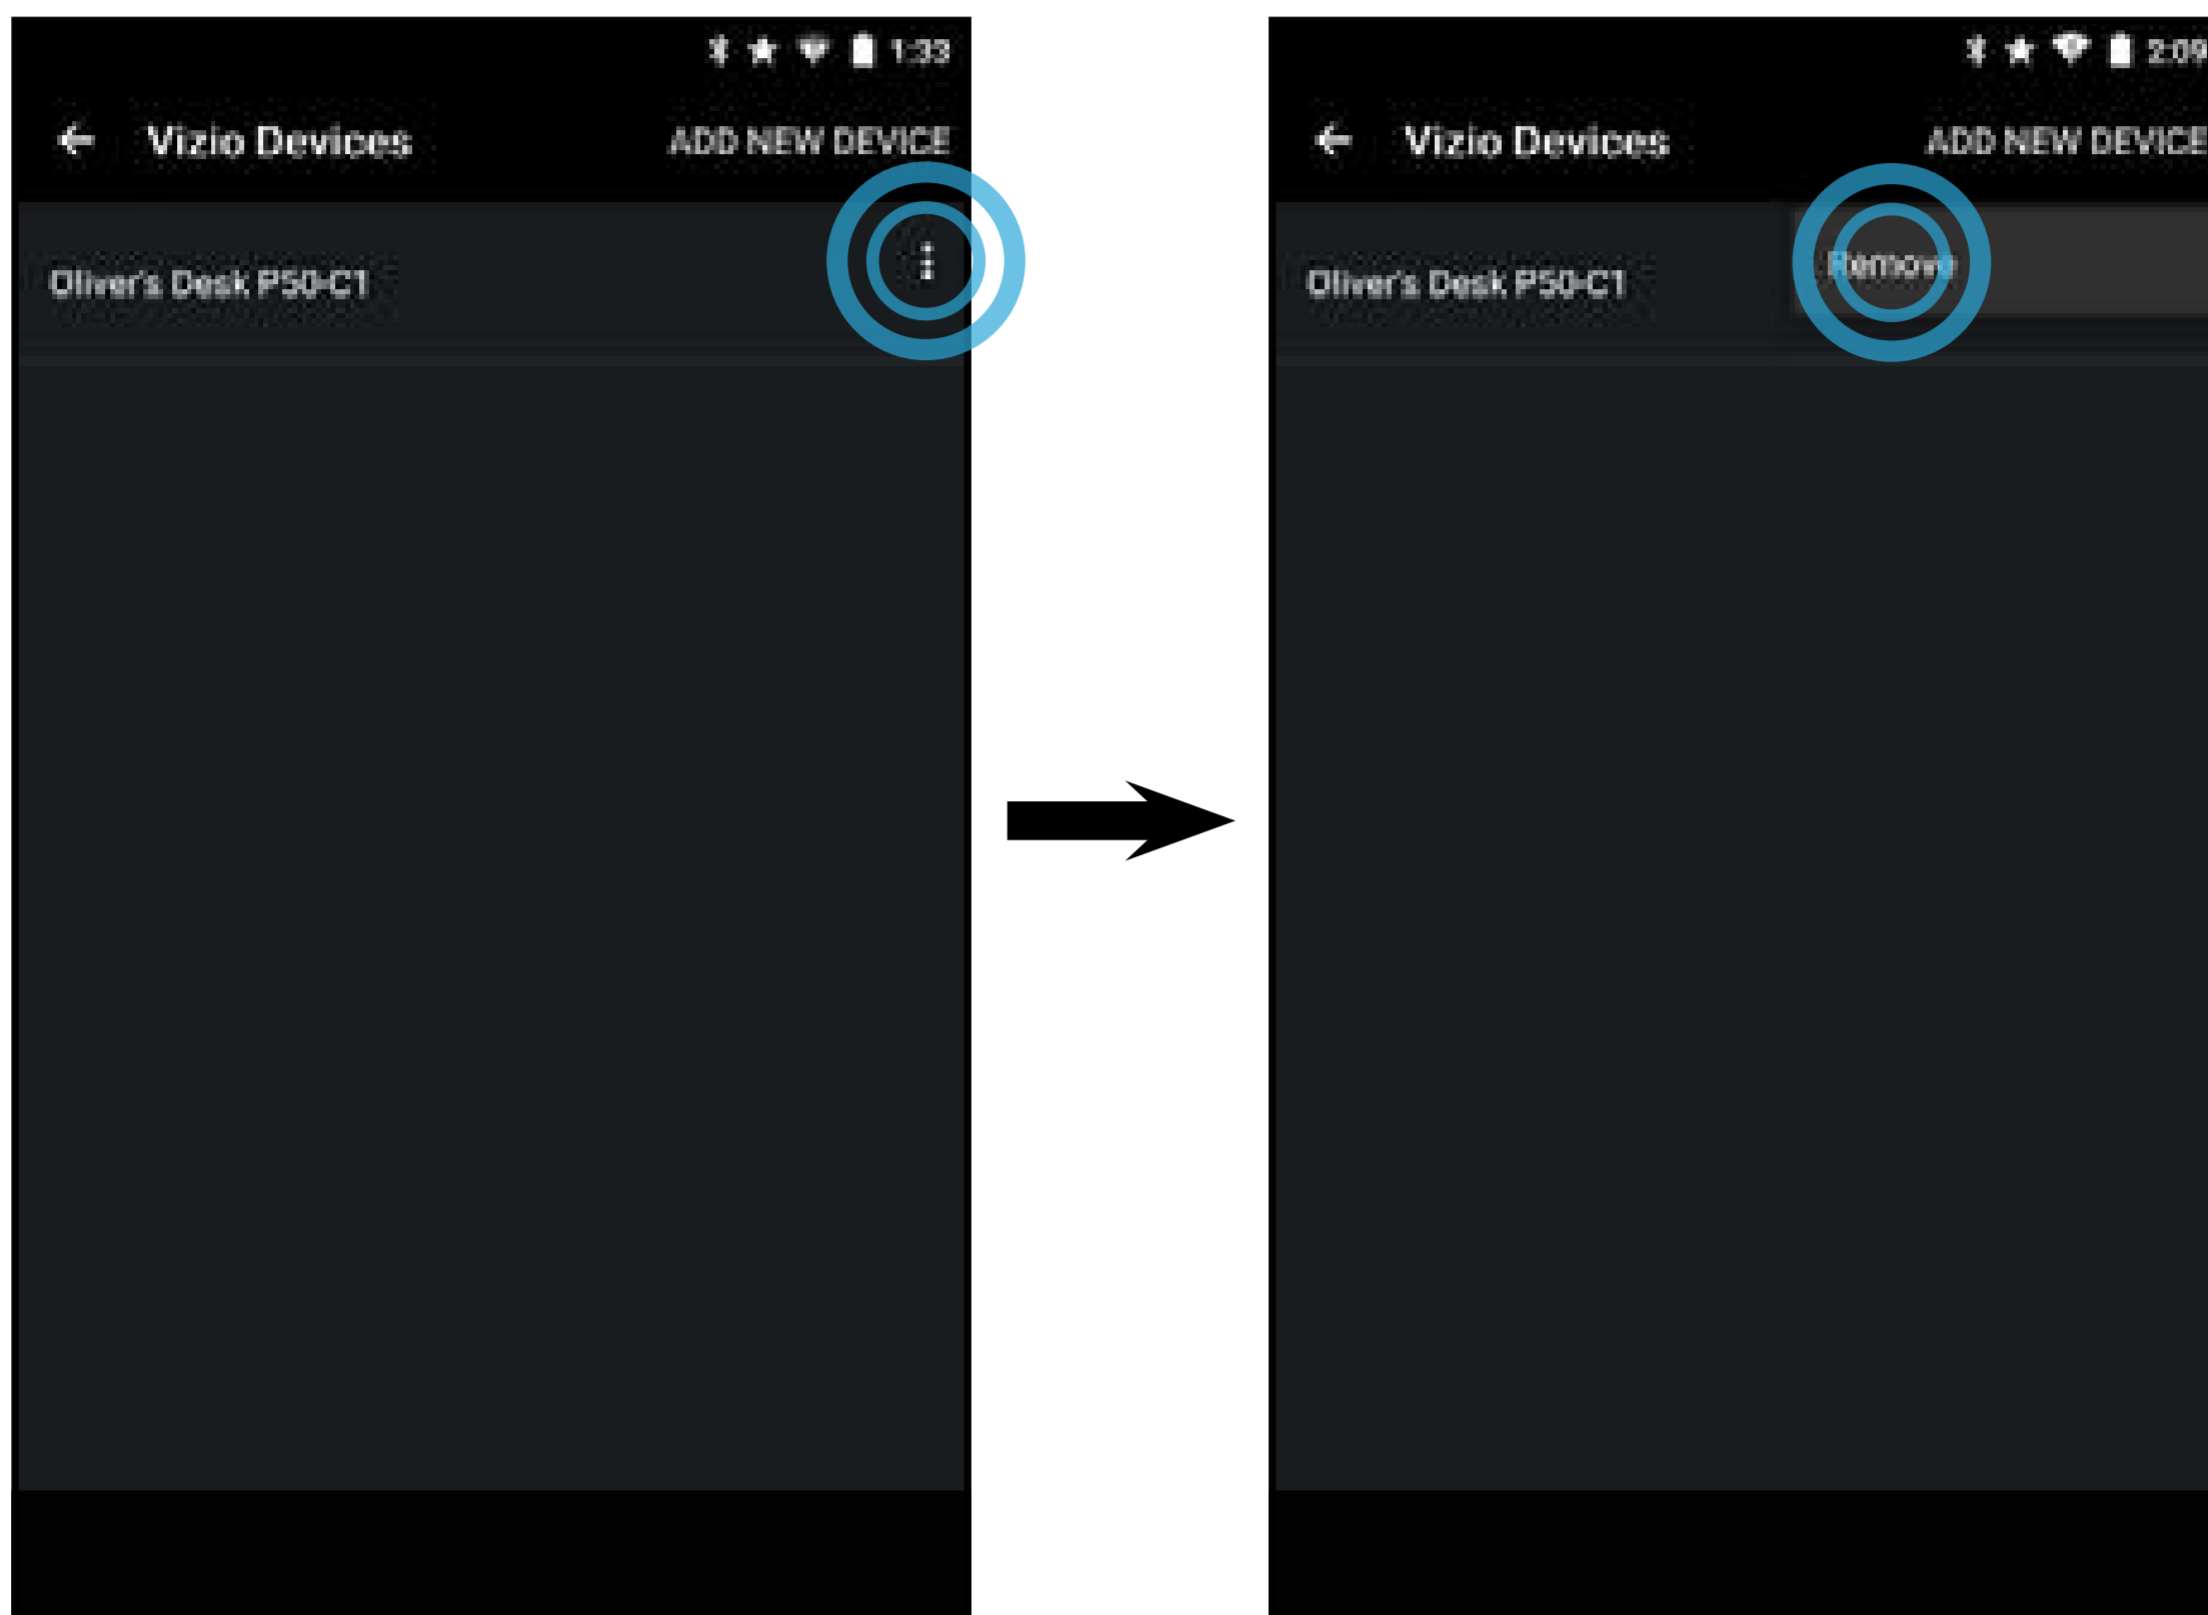 1:33
Vizio Devices ADD NEW DEVICE
Oliver's Desk P50-C1
2:09
Vizio Devices ADD NEW DEVICE
Remove
Oliver's Desk P50-C1